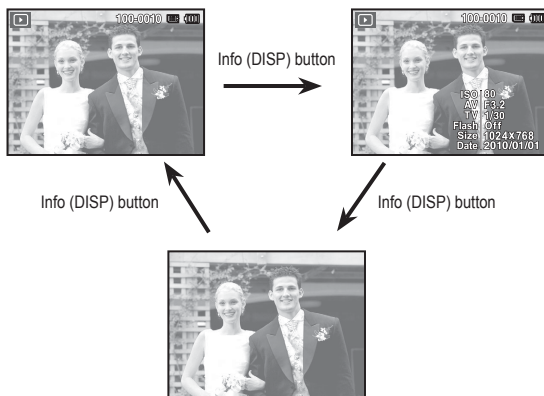 100-0010
100-0010
Info (DISP) button
ISO 80
AV F3.2
TV 1/30
Flash Off
Size 1024X768
Date 2010/01/01
Info (DISP) button
Info (DISP) button